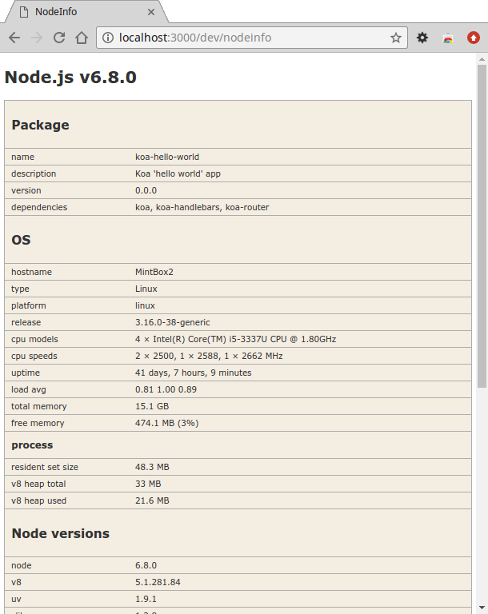 NodeInfo
localhost:3000/dev/nodeinfo
Node.js v6.8.0
Package
name koa-hello-world
description Koa 'hello world' app
version 0.0.0
dependencies koa, koa-handlebars, koa-router
OS
hostname MintBox2
type Linux
platform linux
release 3.16.0-38-generic
cpu models 4 × Intel(R) Core(TM) i5-3337U CPU @ 1.80GHz
cpu speeds 2 × 2500, 1 × 2588, 1 × 2662 MHz
uptime 41 days, 7 hours, 9 minutes
load avg 0.81 1.00 0.89
total memory 15.1 GB
free memory 474.1 MB (3%)
process
resident set size 48.3 MB
v8 heap total 33 MB
v8 heap used 21.6 MB
Node versions
node 6.8.0
v8 5.1.281.84
uv 1.9.1